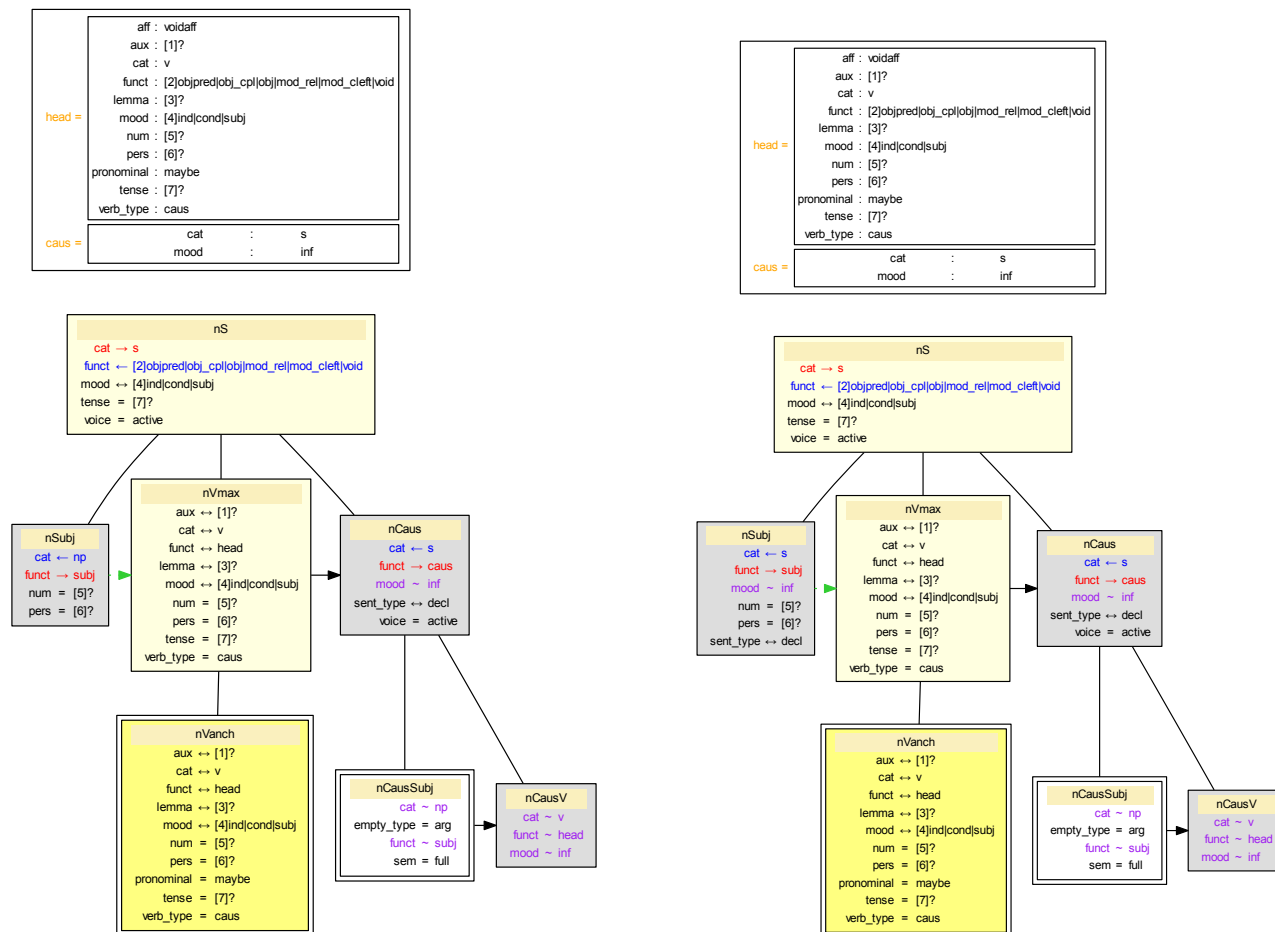 aff : voidaff
aux : [1]?
cat : v
funct : [2]objpred|obj_cpl|obj|mod_rel|mod_cleft|void
lemma : [3]?
head =
mood : [4]ind|cond|subj
num : [5]?
pers : [6]?
pronominal : maybe
tense : [7]?
verb_type : caus
caus =
cat : s
mood : inf
nS
cat → s
funct ← [2]objpred|obj_cpl|obj|mod_rel|mod_cleft|void
mood ↔ [4]ind|cond|subj
tense = [7]?
voice = active
nSubj
cat ← np
funct → subj
num = [5]?
pers = [6]?
nVmax
aux ↔ [1]?
cat ↔ v
funct ↔ head
lemma ↔ [3]?
mood ↔ [4]ind|cond|subj
num = [5]?
pers = [6]?
tense = [7]?
verb_type = caus
nCaus
cat ← s
funct → caus
mood ~ inf
sent_type ↔ decl
voice = active
nVanch
aux ↔ [1]?
cat ↔ v
funct ↔ head
lemma ↔ [3]?
mood ↔ [4]ind|cond|subj
num = [5]?
pers = [6]?
pronominal = maybe
tense = [7]?
verb_type = caus
nCausSubj
cat ~ np
empty_type = arg
funct ~ subj
sem = full
nCausV
cat ~ v
funct ~ head
mood ~ inf
aff : voidaff
aux : [1]?
cat : v
funct : [2]objpred|obj_cpl|obj|mod_rel|mod_cleft|void
lemma : [3]?
head =
mood : [4]ind|cond|subj
num : [5]?
pers : [6]?
pronominal : maybe
tense : [7]?
verb_type : caus
caus =
cat : s
mood : inf
nS
cat → s
funct ← [2]objpred|obj_cpl|obj|mod_rel|mod_cleft|void
mood ↔ [4]ind|cond|subj
tense = [7]?
voice = active
nSubj
cat ← s
funct → subj
mood ~ inf
num = [5]?
pers = [6]?
sent_type ↔ decl
nVmax
aux ↔ [1]?
cat ↔ v
funct ↔ head
lemma ↔ [3]?
mood ↔ [4]ind|cond|subj
num = [5]?
pers = [6]?
tense = [7]?
verb_type = caus
nCaus
cat ← s
funct → caus
mood ~ inf
sent_type ↔ decl
voice = active
nVanch
aux ↔ [1]?
cat ↔ v
funct ↔ head
lemma ↔ [3]?
mood ↔ [4]ind|cond|subj
num = [5]?
pers = [6]?
pronominal = maybe
tense = [7]?
verb_type = caus
nCausSubj
cat ~ np
empty_type = arg
funct ~ subj
sem = full
nCausV
cat ~ v
funct ~ head
mood ~ inf